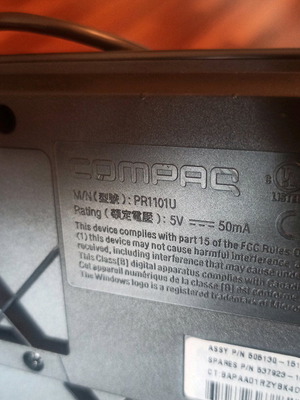 COMPAQ
M/N(型號): PR1101U
Rating (額定電壓): 5V ⎓ 50mA
This device complies with part 15 of the FCC Rules
(1) this device may not cause harmful interference
received, including interference that may cause
This Class(B) digital apparatus complies
Cet appareil numérique de la classe (B) est
The Windows logo is a registered trademark
LISTED
ASSY P/N 505130-
SPARES P/N 537923-